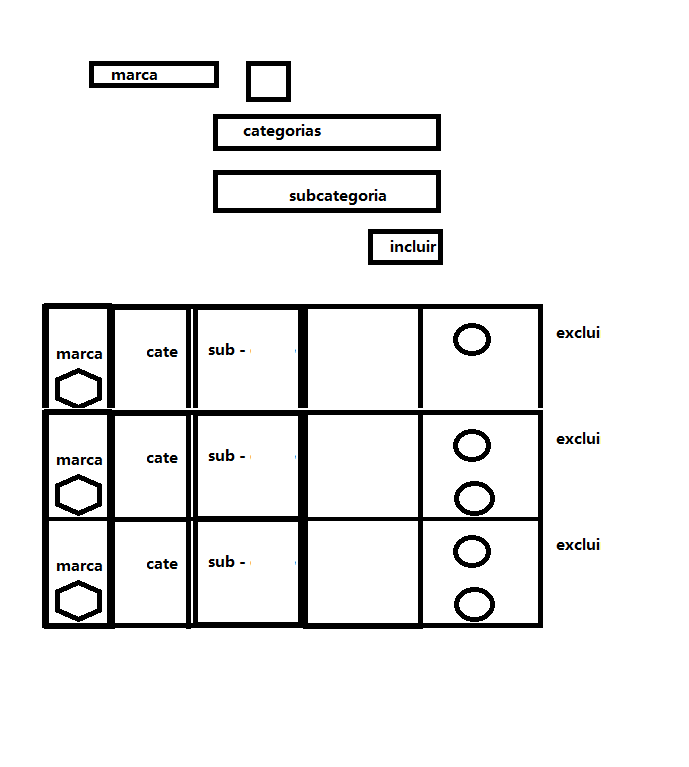 marca
categorias
subcategoria
incluir
exclui
marca cate sub -
exclui
marca cate sub -
exclui
marca cate sub -